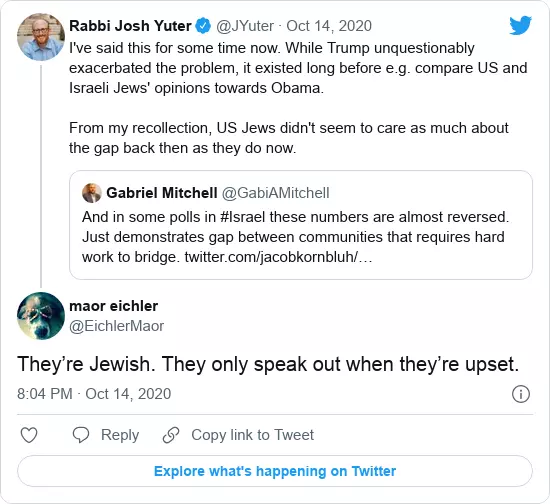 Rabbi Josh Yuter @JYuter · Oct 14, 2020
I've said this for some time now. While Trump unquestionably
exacerbated the problem, it existed long before e.g. compare US and
Israeli Jews' opinions towards Obama.
From my recollection, US Jews didn't seem to care as much about
the gap back then as they do now.
Gabriel Mitchell @GabiAMitchell
And in some polls in #Israel these numbers are almost reversed.
Just demonstrates gap between communities that requires hard
work to bridge. twitter.com/jacobkornbluh/…
maor eichler
@EichlerMaor
They’re Jewish. They only speak out when they’re upset.
8:04 PM · Oct 14, 2020
Reply
Copy link to Tweet
Explore what's happening on Twitter